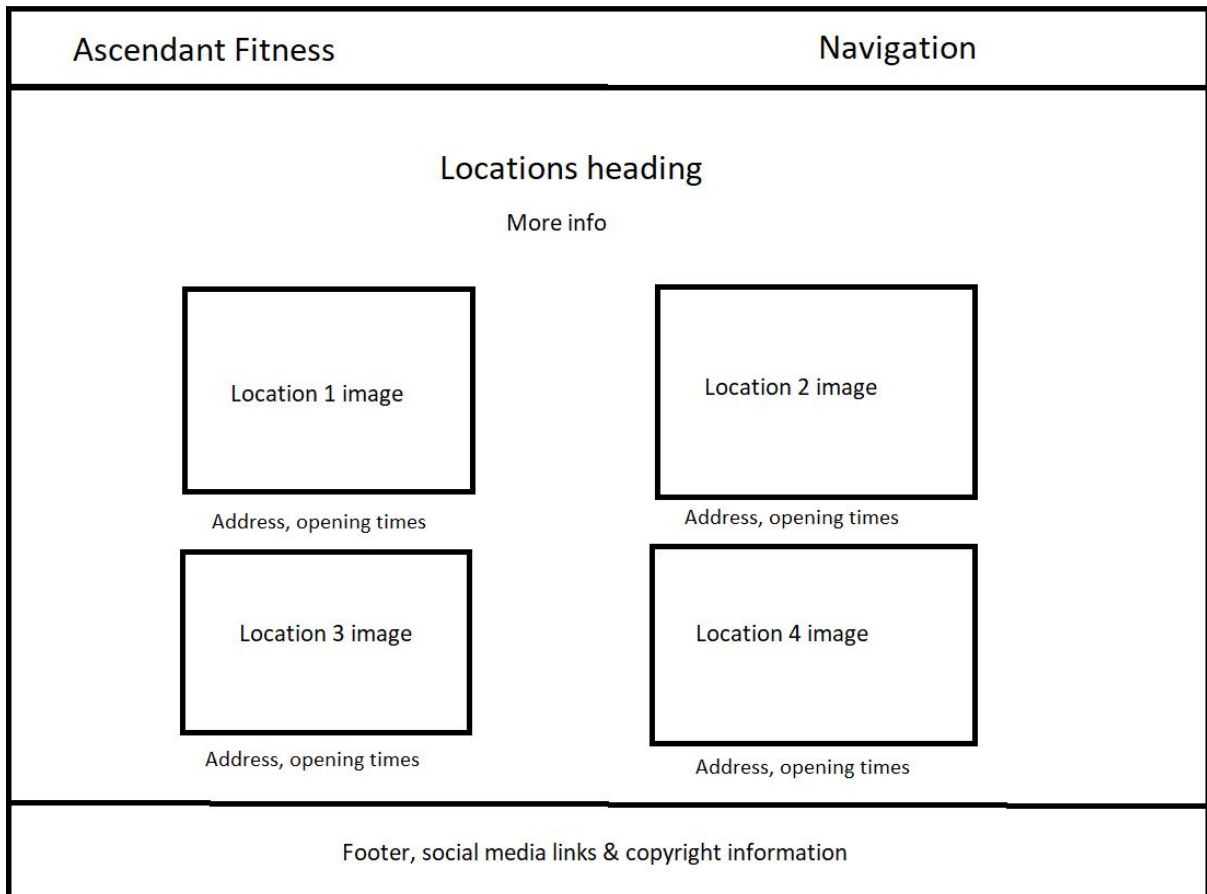 Ascendant Fitness
Navigation
Locations heading
More info
Location 1 image
Location 2 image
Address, opening times
Address, opening times
Location 3 image
Location 4 image
Address, opening times
Address, opening times
Footer, social media links & copyright information